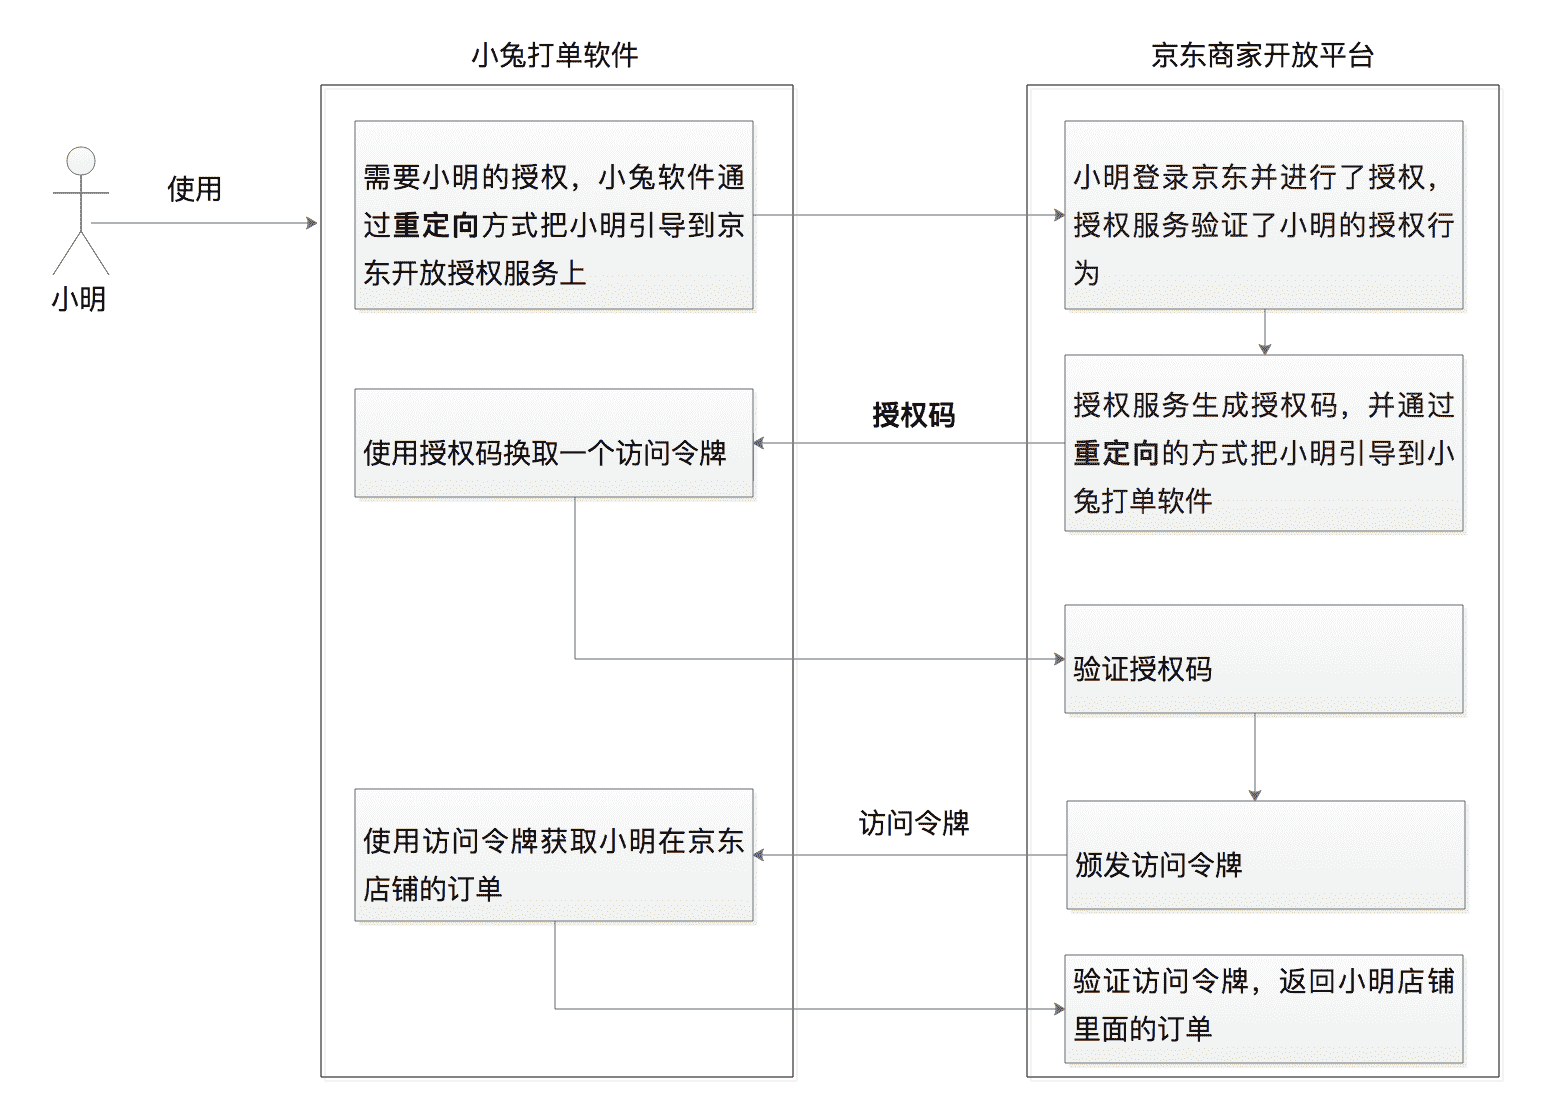 小兔打单软件
京东商家开放平台
使用
小明
需要小明的授权，小兔软件通
过重定向方式把小明引导到京
东开放授权服务上
小明登录京东并进行了授权，
授权服务验证了小明的授权行
为
授权码
授权服务生成授权码，并通过
重定向的方式把小明引导到小
兔打单软件
使用授权码换取一个访问令牌
验证授权码
访问令牌
颁发访问令牌
使用访问令牌获取小明在京东
店铺的订单
验证访问令牌，返回小明店铺
里面的订单